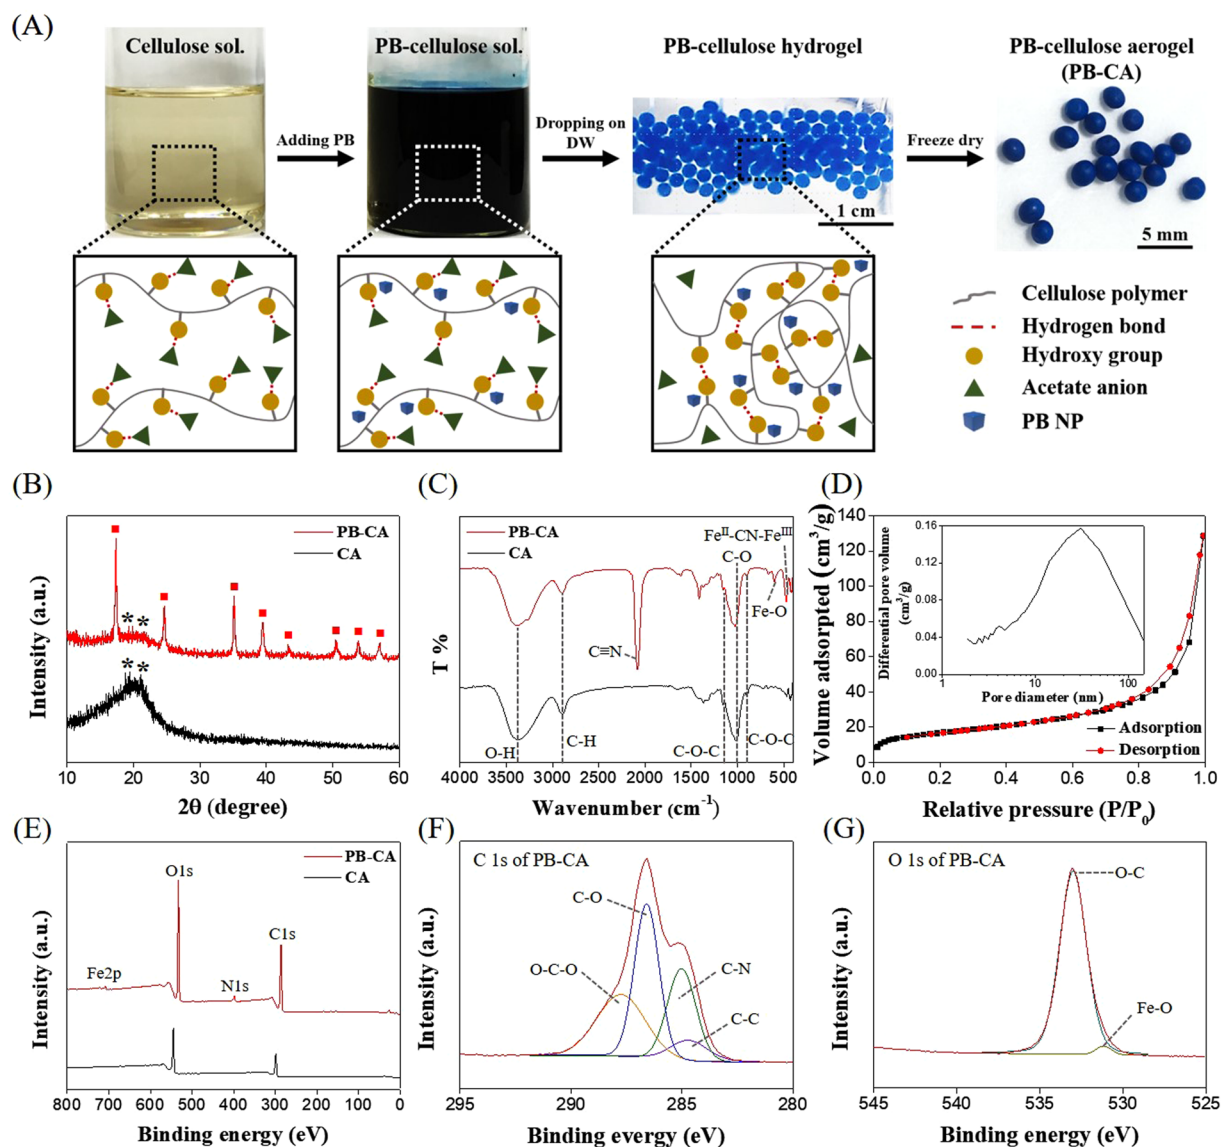 (A)
Cellulose sol.
PB-cellulose sol.
PB-cellulose hydrogel
PB-cellulose aerogel
(PB-CA)
Adding PB
Dropping on
DW
Freeze dry
1 cm
5 mm
Cellulose polymer
Hydrogen bond
Hydroxy group
Acetate anion
PB NP
(B)
PB-CA
CA
* *
* *
Intensity (a.u.)
10 20 30 40 50 60
2θ (degree)
(C)
PB-CA
CA
Fe^II-CN-Fe^III
C-O
Fe-O
C≡N
O-H
C-H
C-O-C
C-O-C
T %
4000 3500 3000 2500 2000 1500 1000 500
Wavenumber (cm⁻¹)
(D)
Volume adsorbed (cm³/g)
140
120
100
80
60
40
20
0
0.16
0.12
0.08
0.04
0.00
Differential pore volume
(cm³/g)
1 10 100
Pore diameter (nm)
Adsorption
Desorption
0.0 0.2 0.4 0.6 0.8 1.0
Relative pressure (P/P₀)
(E)
PB-CA
CA
O1s
C1s
Fe2p
N1s
Intensity (a.u.)
800 700 600 500 400 300 200 100 0
Binding energy (eV)
(F)
C 1s of PB-CA
C-O
O-C-O
C-N
C-C
Intensity (a.u.)
295 290 285 280
Binding evergy (eV)
(G)
O 1s of PB-CA
O-C
Fe-O
Intensity (a.u.)
545 541 537 533 529 525
Binding energy (eV)